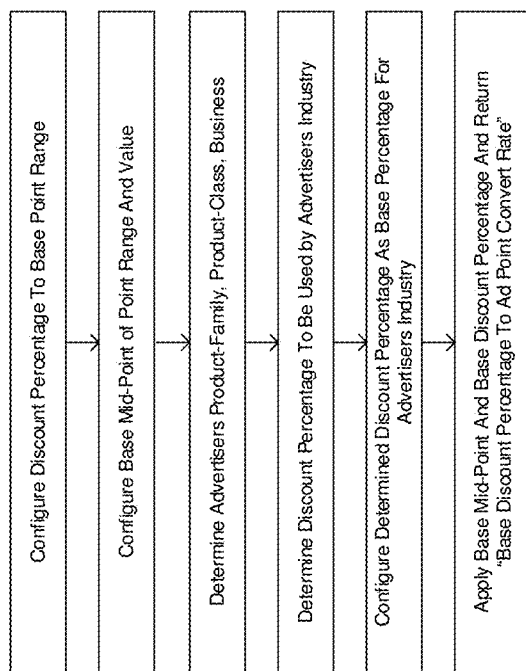 Configure Discount Percentage To Base Point Range
Configure Base Mid-Point of Point Range And Value
Determine Advertisers Product-Family, Product-Class, Business
Determine Discount Percentage To Be Used by Advertisers Industry
Configure Determined Discount Percentage As Base Percentage For
Advertisers Industry
Apply Base Mid-Point And Base Discount Percentage And Return
"Base Discount Percentage To Ad Point Convert Rate"